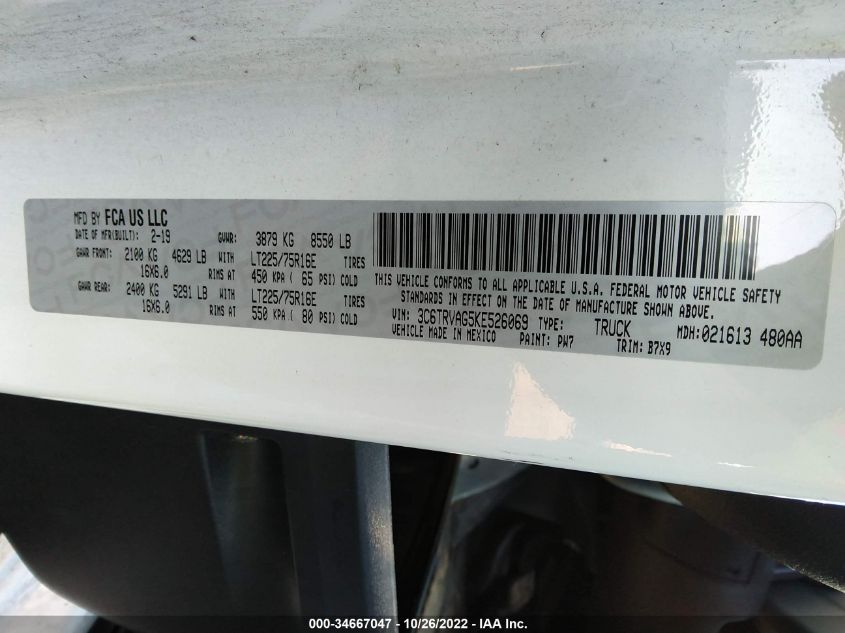 MFD BY FCA US LLC
DATE OF MFR(BUILT): 2-19 GVWR: 3879 KG 8550 LB
GAWR FRONT: 2100 KG 4629 LB WITH LT225/75R16E TIRES
16X6.0 RIMS AT 450 KPA ( 65 PSI) COLD
GAWR REAR: 2400 KG 5291 LB WITH LT225/75R16E TIRES
16X6.0 RIMS AT 550 KPA ( 80 PSI) COLD
THIS VEHICLE CONFORMS TO ALL APPLICABLE U.S.A. FEDERAL MOTOR VEHICLE SAFETY
STANDARDS IN EFFECT ON THE DATE OF MANUFACTURE SHOWN ABOVE.
VIN: 3C6TRVAG5KE526069 TYPE: TRUCK MDH:021613 480AA
VEHICLE MADE IN MEXICO PAINT: PW7 TRIM: B7X9
000-34667047 - 10/26/2022 - IAA Inc.